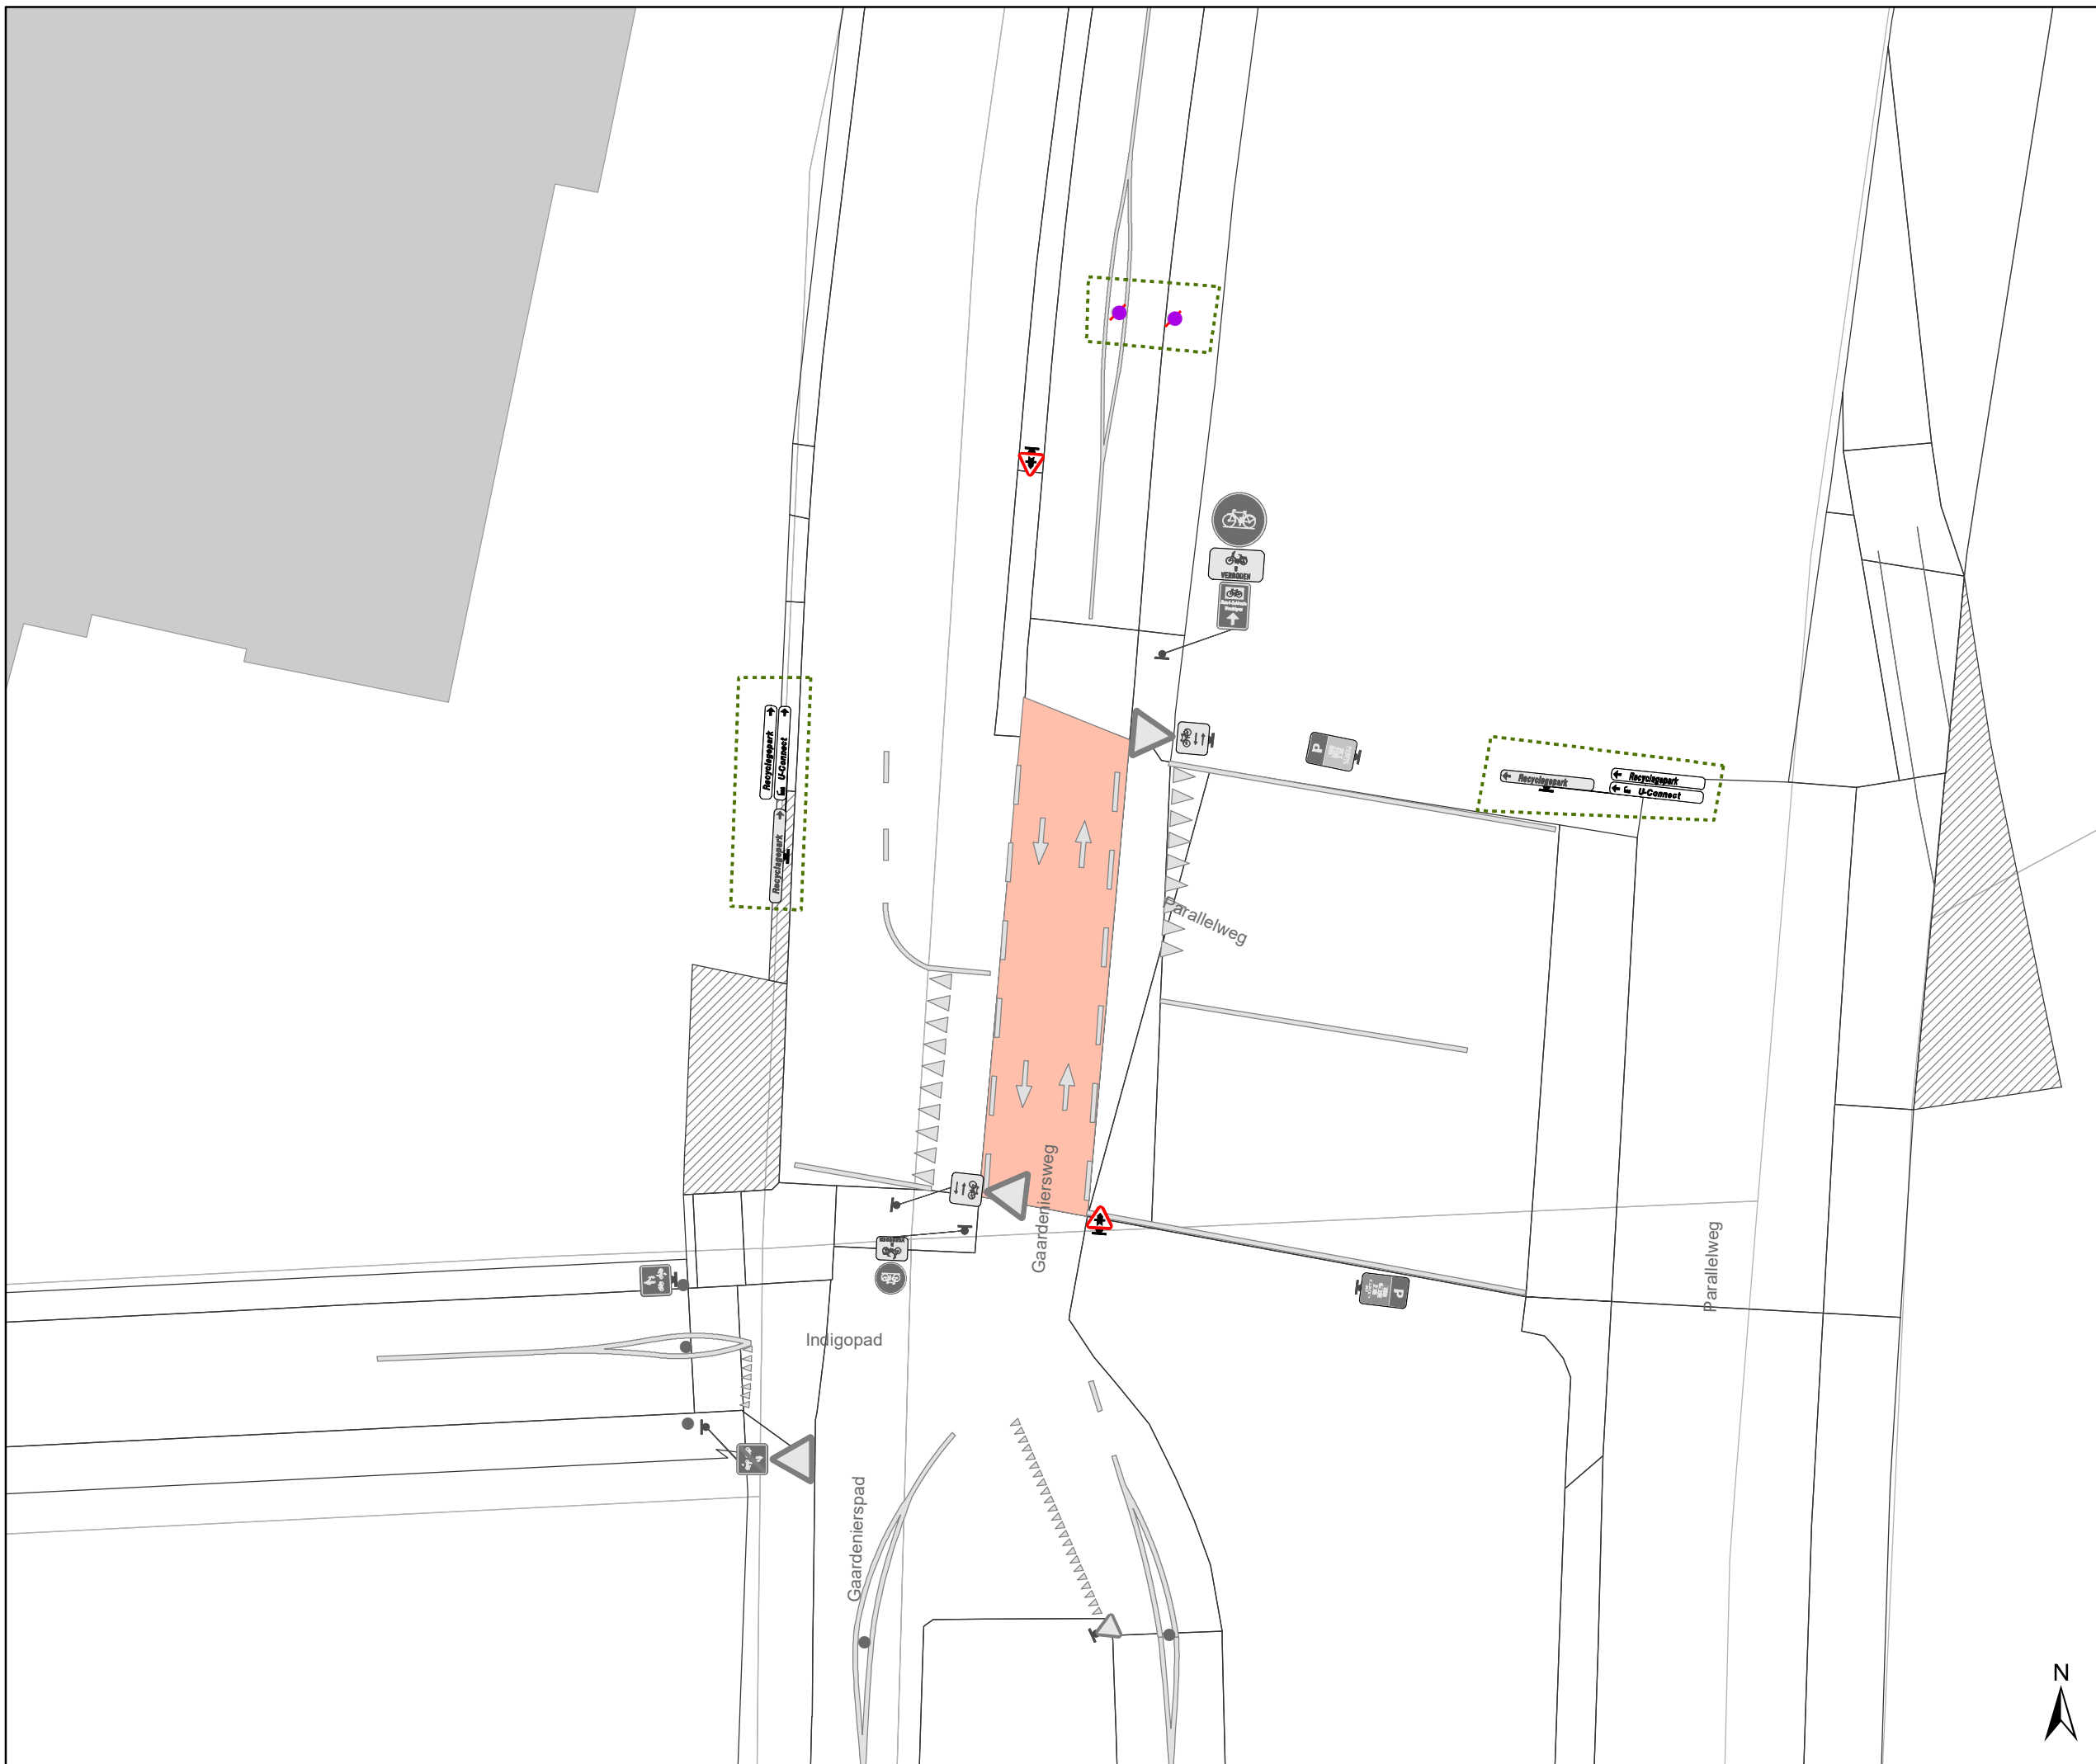 VERBODEN
P
Recyclagepark
U-Connect
Recyclagepark
Recyclagepark
Recyclagepark
U-Connect
Parallelweg
Gaardeniersweg
Parallelweg
P
Indigopad
Gaardenierspad
N